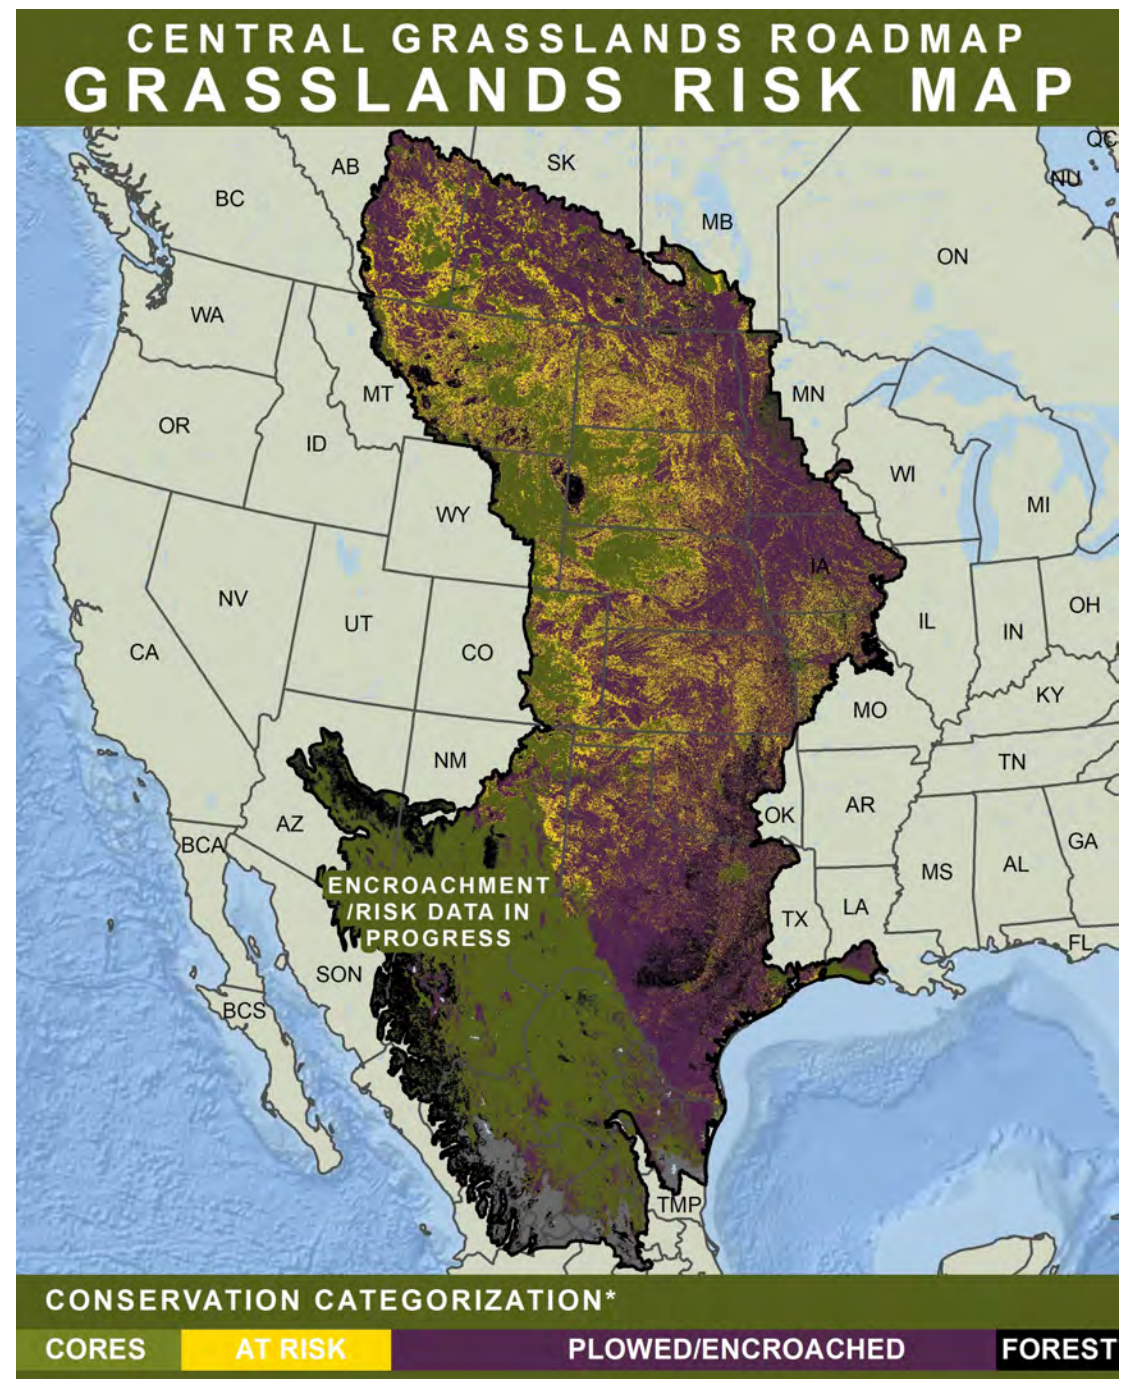 CENTRAL GRASSLANDS ROADMAP
GRASSLANDS RISK MAP
QC
AB
SK
NU
BC
MB
ON
WA
MT
MN
OR
ID
WI
WY
MI
IA
NV
UT
CO
IL
IN
OH
CA
KY
MO
NM
TN
AZ
OK
AR
BCA
GA
MS
AL
ENCROACHMENT
/RISK DATA IN
PROGRESS
TX
LA
FL
SON
BCS
TMP
CONSERVATION CATEGORIZATION*
CORES
AT RISK
PLOWED/ENCROACHED
FOREST